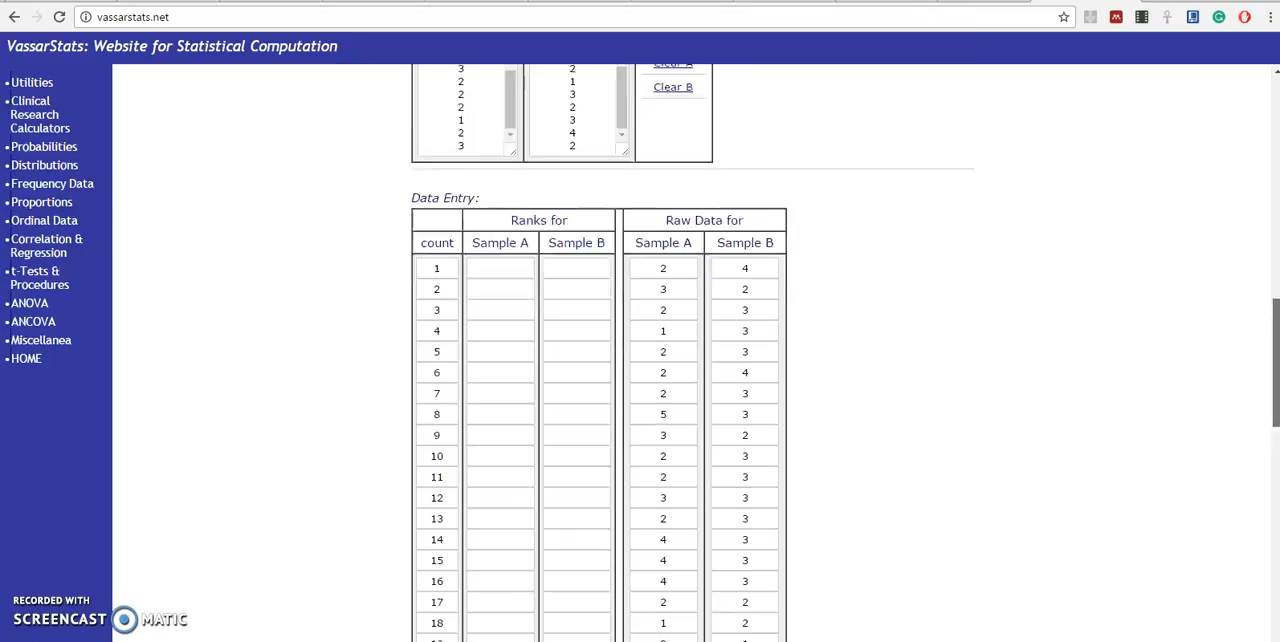 vassarstats.net
VassarStats: Website for Statistical Computation
Utilities
Clinical
Research
Calculators
Probabilities
Distributions
Frequency Data
Proportions
Ordinal Data
Correlation &
Regression
t-Tests &
Procedures
ANOVA
ANCOVA
Miscellanea
HOME
3 2 Clear A
2 1
2 3 Clear B
2 2
1 3
2 4
3 2
Data Entry:
Ranks for Raw Data for
count Sample A Sample B Sample A Sample B
1 2 4
2 3 2
3 2 3
4 1 3
5 2 3
6 2 4
7 2 3
8 5 3
9 3 2
10 2 3
11 2 3
12 3 3
13 2 3
14 4 3
15 4 3
16 4 3
17 2 2
18 1 2
RECORDED WITH
SCREENCAST MATIC